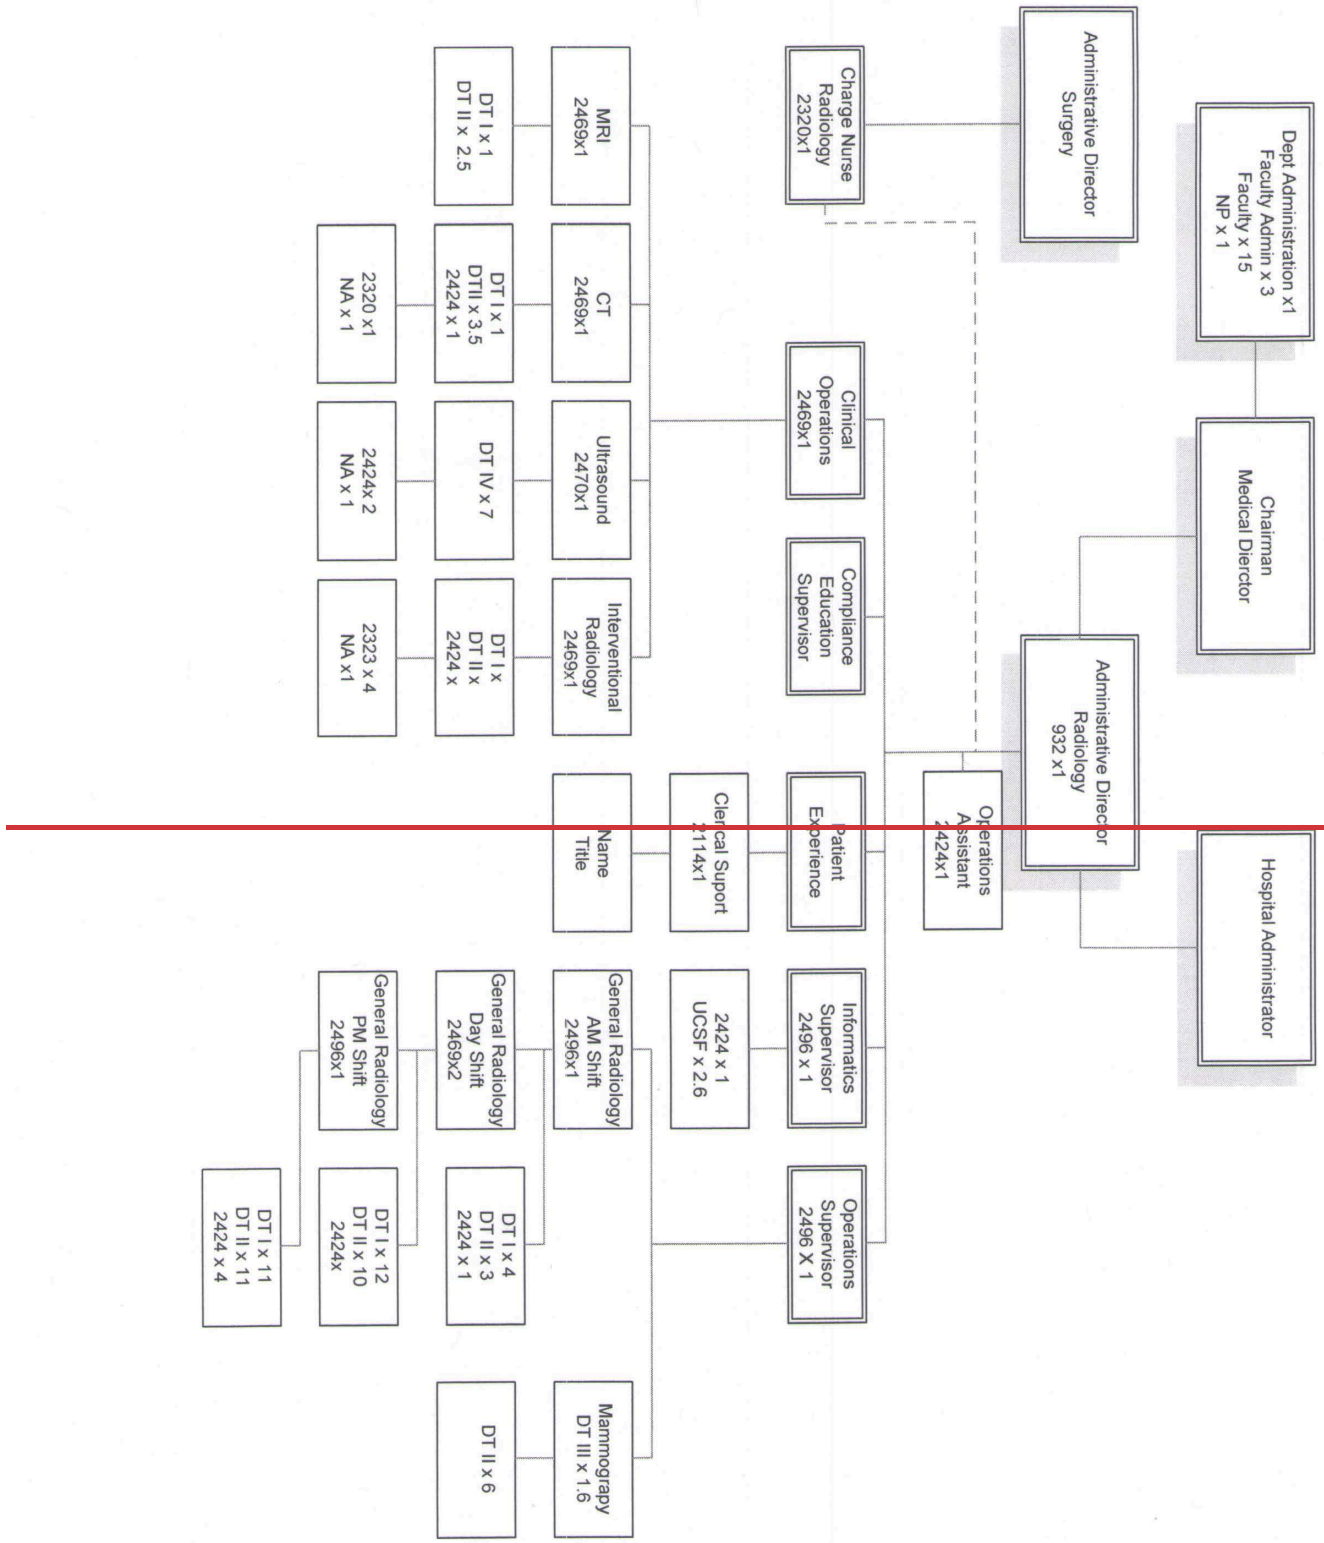 Dept Administration x1
Faculty Admin x 3
Faculty x 15
NP x 1
Chairman
Medical Dierctor
Hospital Administrator
Administrative Director
Surgery
Administrative Director
Radiology
932 x1
Operations
Assistant
2424x1
Charge Nurse
Radiology
2320x1
Clinical
Operations
2469x1
Compliance
Education
Supervisor
Patient
Experience
Informatics
Supervisor
2496 x 1
Operations
Supervisor
2496 X 1
Clerical Suport
2114x1
2424 x 1
UCSF x 2.6
MRI
2469x1
CT
2469x1
Ultrasound
2470x1
Interventional
Radiology
2469x1
Name
Title
General Radiology
AM Shift
2496x1
Mammograpy
DT III x 1.6
DT I x 1
DT II x 2.5
DT I x 1
DTII x 3.5
2424 x 1
DT IV x 7
DT I x
DT II x
2424 x
General Radiology
Day Shift
2469x2
DT I x 4
DT II x 3
2424 x 1
DT II x 6
2320 x1
NA x 1
2424x 2
NA x 1
2323 x 4
NA x1
General Radiology
PM Shift
2496x1
DT I x 12
DT II x 10
2424x
DT I x 11
DT II x 11
2424 x 4